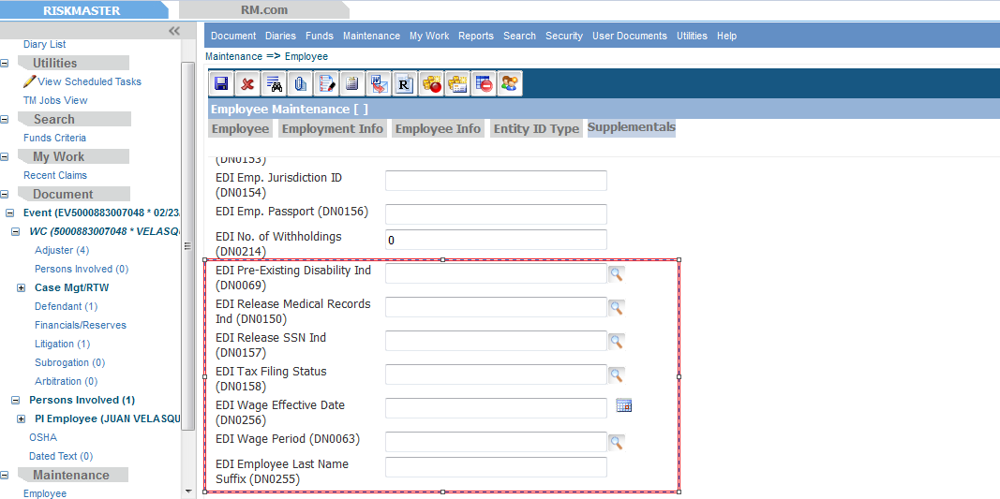 RISKMASTER
RM.com
Document Diaries Funds Maintenance My Work Reports Search Security User Documents Utilities Help
Maintenance => Employee
Diary List
Utilities
View Scheduled Tasks
TM Jobs View
Search
Funds Criteria
My Work
Recent Claims
Document
Event (EV5000883007048 * 02/23
WC (5000883007048 * VELASQ
Adjuster (4)
Persons Involved (0)
Case Mgt/RTW
Defendant (1)
Financials/Reserves
Litigation (1)
Subrogation (0)
Arbitration (0)
Persons Involved (1)
PI Employee (JUAN VELASQU
OSHA
Dated Text (0)
Maintenance
Employee
Employee Maintenance [ ]
Employee Employment Info Employee Info Entity ID Type Supplementals
(DN0153)
EDI Emp. Jurisdiction ID
(DN0154)
EDI Emp. Passport (DN0156)
EDI No. of Withholdings
(DN0214)
0
EDI Pre-Existing Disability Ind
(DN0069)
EDI Release Medical Records
Ind (DN0150)
EDI Release SSN Ind
(DN0157)
EDI Tax Filing Status
(DN0158)
EDI Wage Effective Date
(DN0256)
EDI Wage Period (DN0063)
EDI Employee Last Name
Suffix (DN0255)